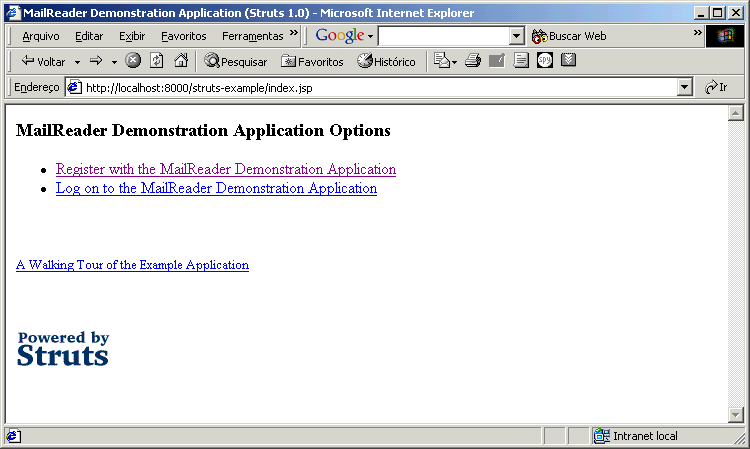 MailReader Demonstration Application (Struts 1.0) - Microsoft Internet Explorer
Arquivo Editar Exibir Favoritos Ferramentas » Google Buscar Web »
Voltar Pesquisar Favoritos Histórico spy
Endereço http://localhost:8000/struts-example/index.jsp Ir
MailReader Demonstration Application Options
Register with the MailReader Demonstration Application
Log on to the MailReader Demonstration Application
A Walking Tour of the Example Application
Powered by
Struts
Intranet local